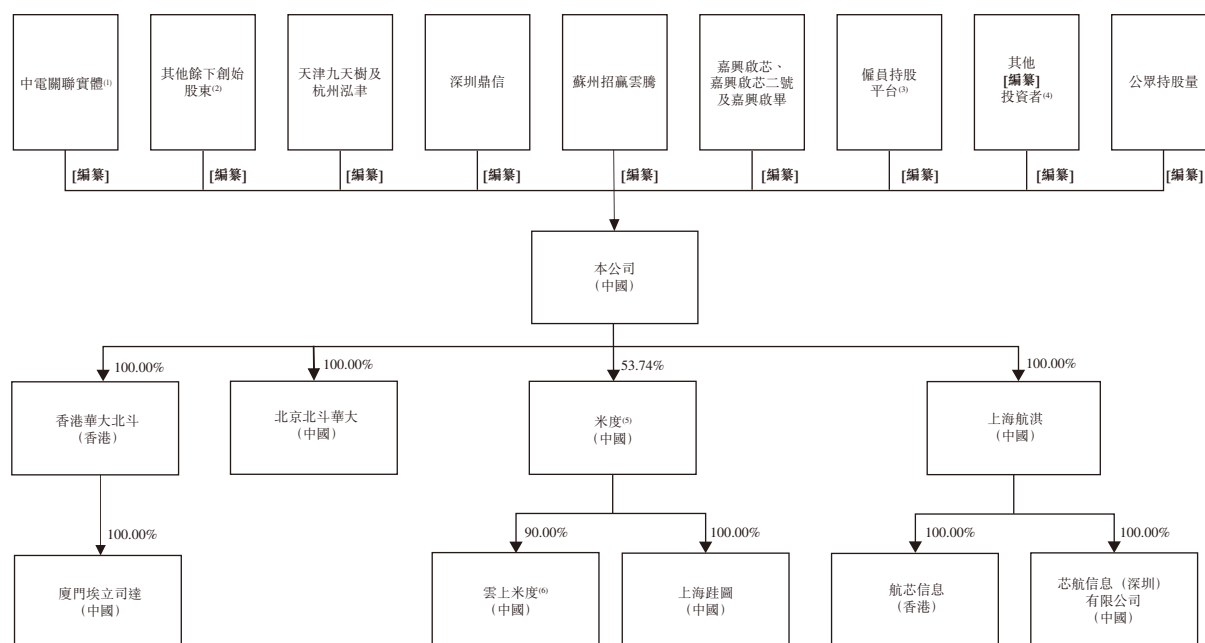 中電關聯實體⁽¹⁾
其他餘下創始
股東⁽²⁾
天津九天樹及
杭州泓聿
深圳鼎信
蘇州招贏雲騰
嘉興啟芯、
嘉興啟芯二號
及嘉興啟畢
僱員持股
平台⁽³⁾
其他
[編纂]
投資者⁽⁴⁾
公眾持股量
[編纂]
[編纂]
[編纂]
[編纂]
[編纂]
[編纂]
[編纂]
[編纂]
[編纂]
本公司
(中國)
100.00%
100.00%
53.74%
100.00%
香港華大北斗
(香港)
北京北斗華大
(中國)
米度⁽⁵⁾
(中國)
上海航淇
(中國)
100.00%
90.00%
100.00%
100.00%
100.00%
廈門埃立司達
(中國)
雲上米度⁽⁶⁾
(中國)
上海跬圖
(中國)
航芯信息
(香港)
芯航信息(深圳)
有限公司
(中國)